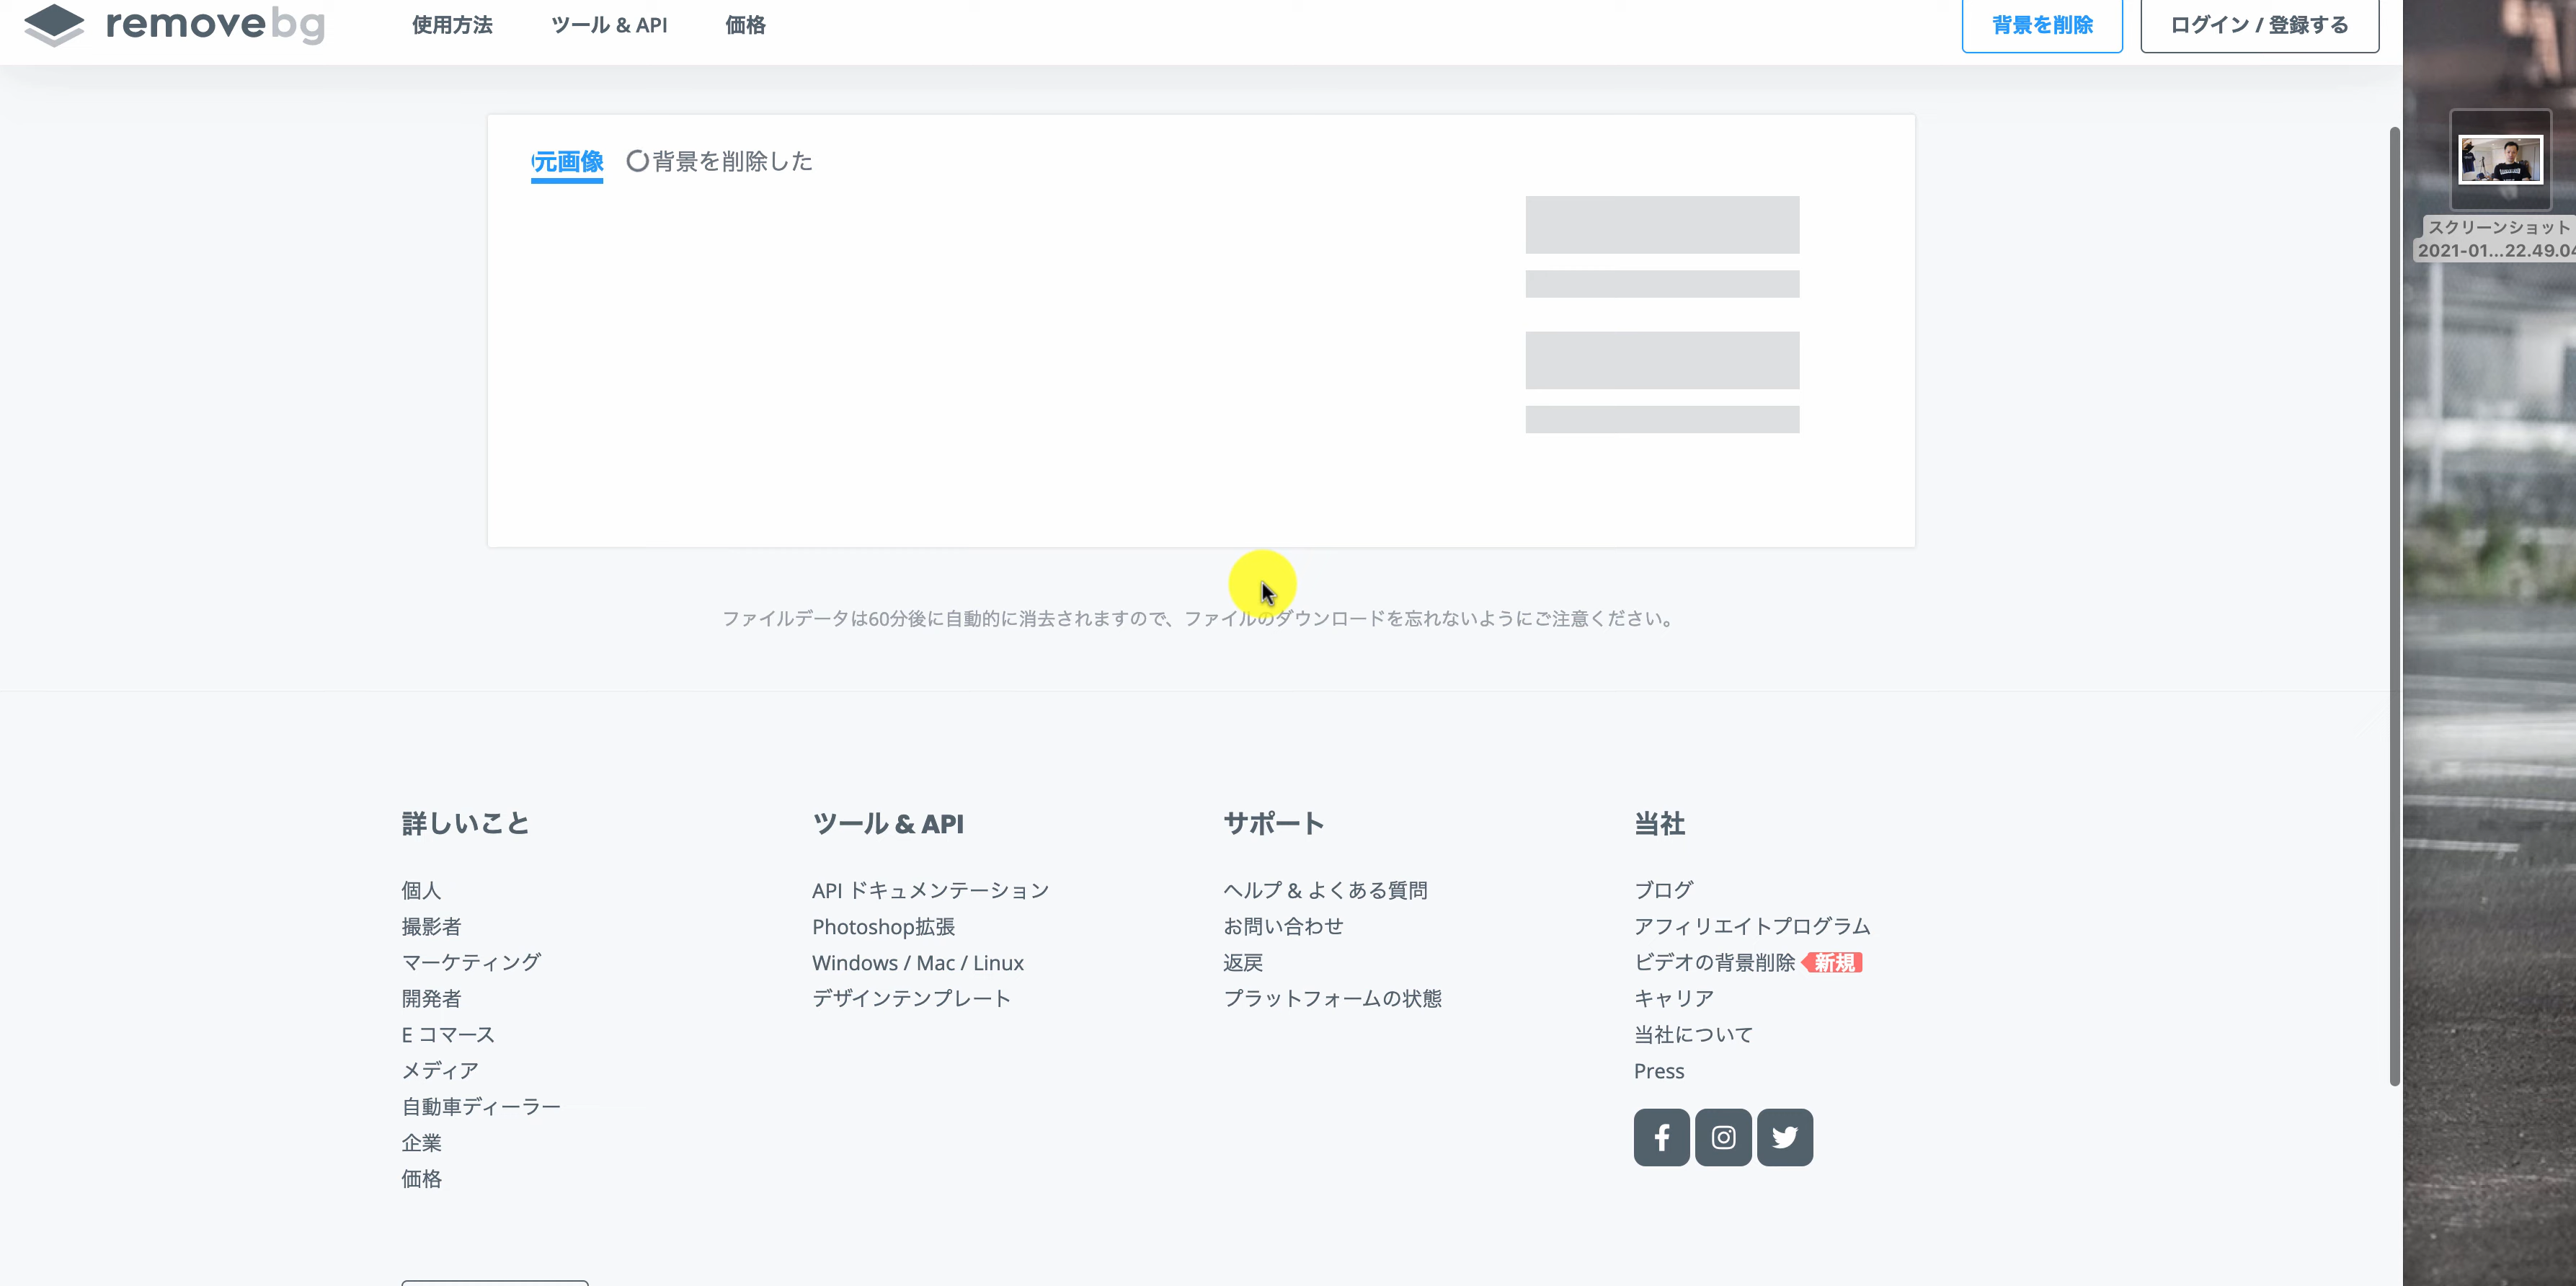 removebg
使用方法
ツール & API
価格
背景を削除
ログイン / 登録する
元画像
背景を削除した
スクリーンショット
2021-01...22.49.04
ファイルデータは60分後に自動的に消去されますので、ファイルのダウンロードを忘れないようにご注意ください。
詳しいこと
個人
撮影者
マーケティング
開発者
E コマース
メディア
自動車ディーラー
企業
価格
ツール & API
API ドキュメンテーション
Photoshop拡張
Windows / Mac / Linux
デザインテンプレート
サポート
ヘルプ & よくある質問
お問い合わせ
返戻
プラットフォームの状態
当社
ブログ
アフィリエイトプログラム
ビデオの背景削除 新規
キャリア
当社について
Press